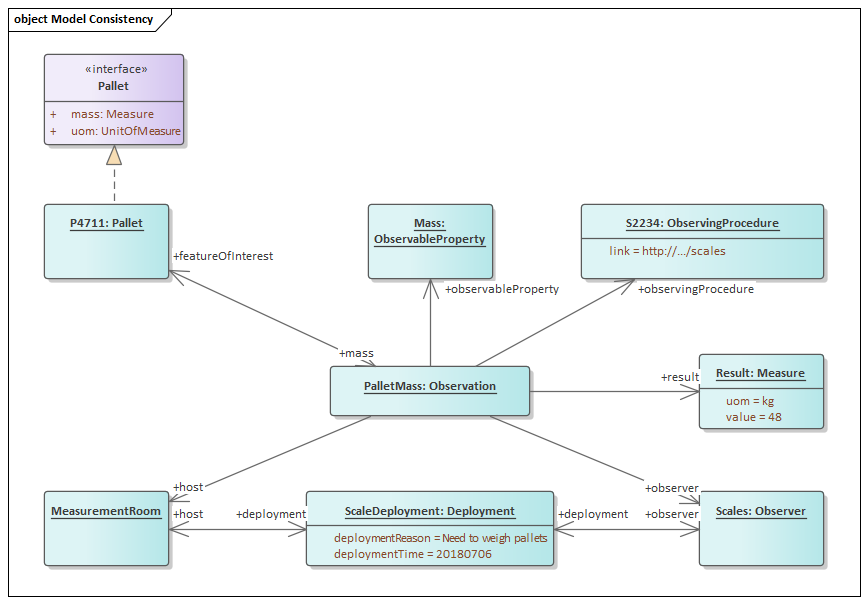 object Model Consistency
«interface»
Pallet
+ mass: Measure
+ uom: UnitOfMeasure
P4711: Pallet
Mass:
ObservableProperty
S2234: ObservingProcedure
link = http://.../scales
+featureOfInterest
+observableProperty
+observingProcedure
+mass
PalletMass: Observation
+result
Result: Measure
uom = kg
value = 48
+host
+observer
MeasurementRoom
+host
+deployment
ScaleDeployment: Deployment
deploymentReason = Need to weigh pallets
deploymentTime = 20180706
+deployment
+observer
Scales: Observer